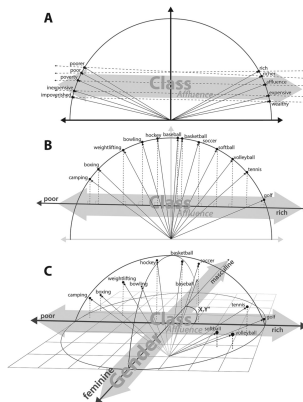 A
poorer
poor
poverty
inexpensive
impoverished
rich
richer
affluence
expensive
wealthy
Class
Affluence
B
camping
boxing
weightlifting
bowling
hockey
baseball
basketball
soccer
softball
volleyball
tennis
golf
poor
Class
Affluence
rich
C
camping
boxing
weightlifting
bowling
hockey
basketball
soccer
baseball
masculine
X,Y°
tennis
golf
softball
volleyball
poor
Class
Affluence
rich
Gender
feminine